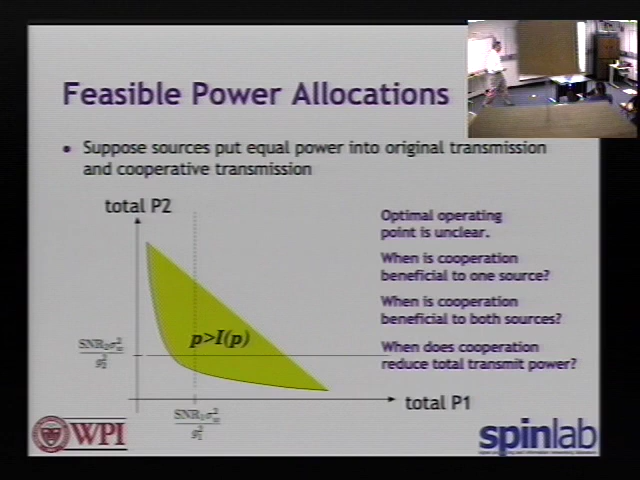 Feasible Power Allocations
• Suppose sources put equal power into original transmission
and cooperative transmission
total P2
Optimal operating
point is unclear.
When is cooperation
beneficial to one source?
When is cooperation
beneficial to both sources?
When does cooperation
reduce total transmit power?
p>I(p)
total P1
WPI
spinlab